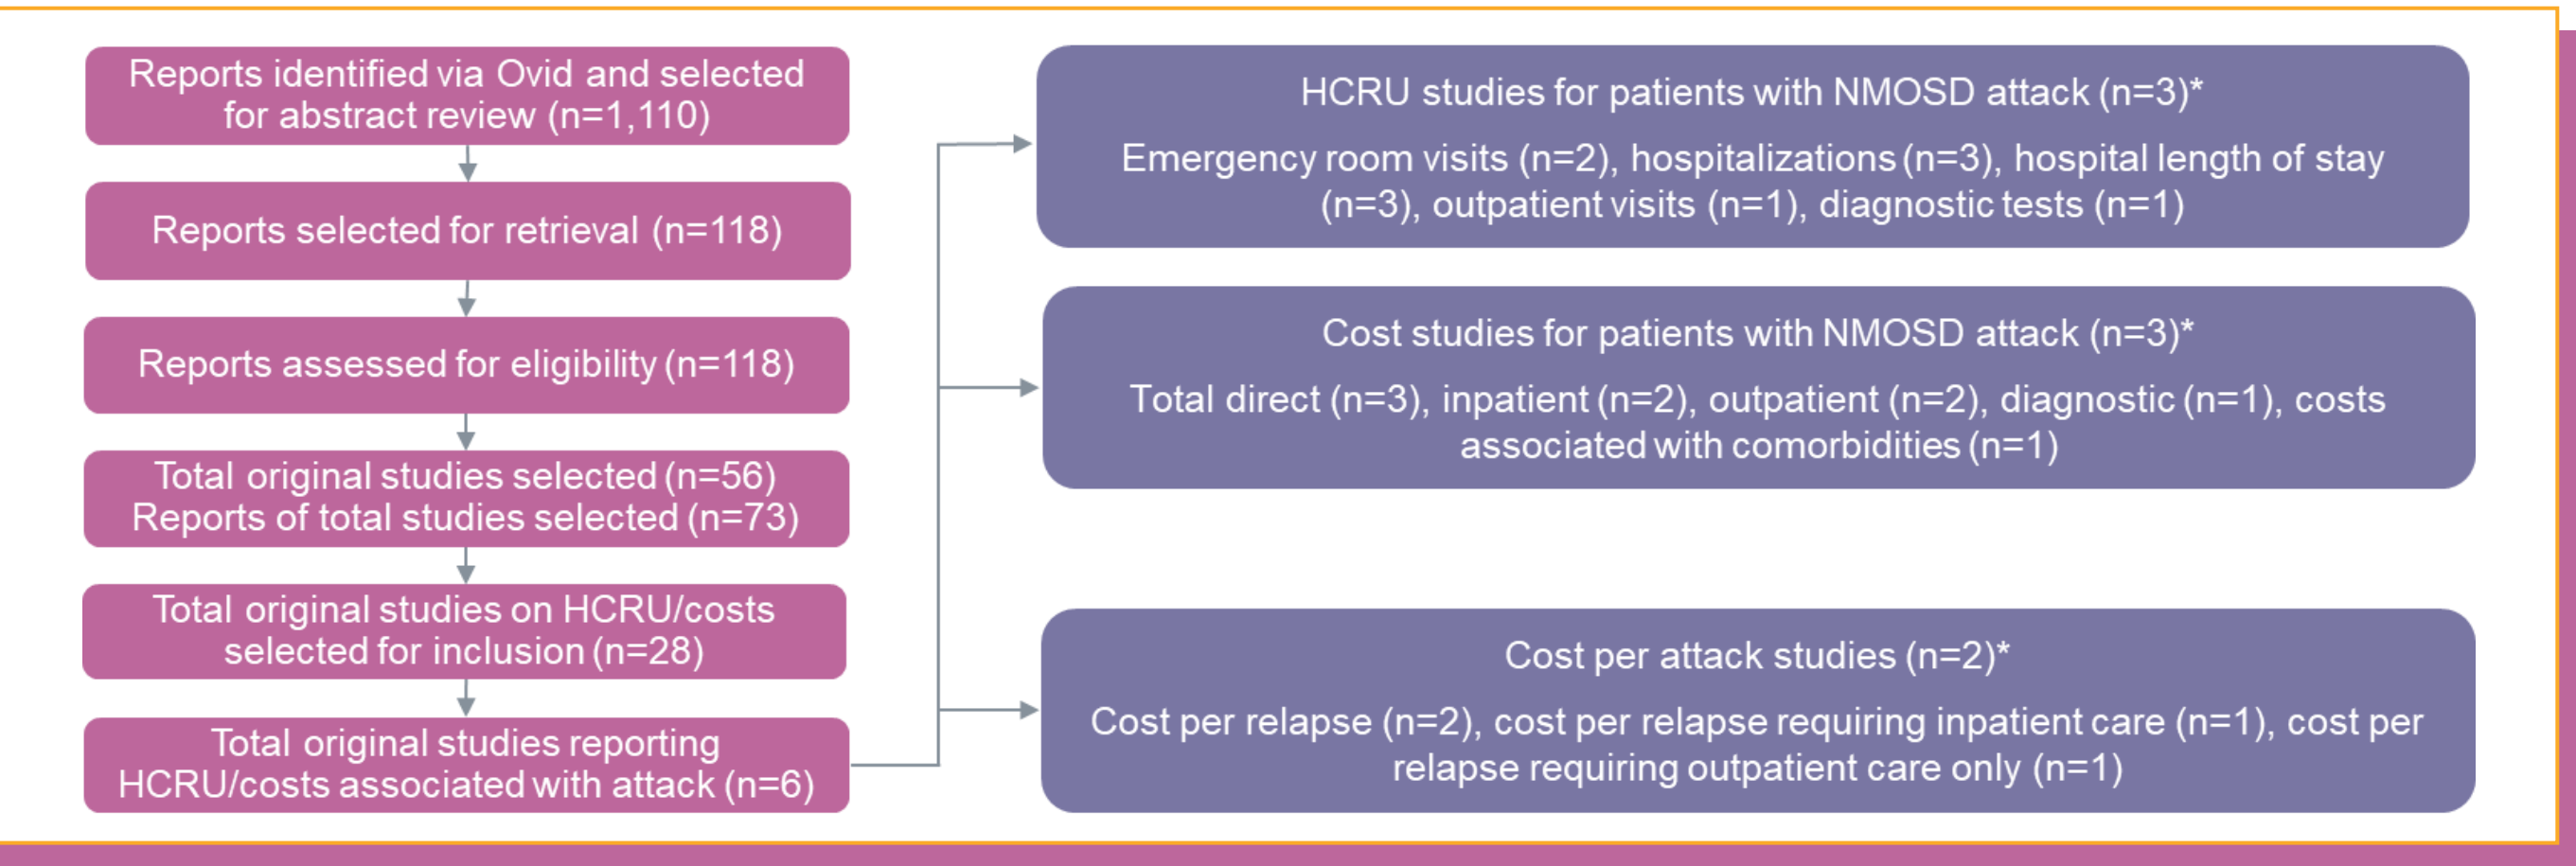 Reports identified via Ovid and selected
for abstract review (n=1,110)
Reports selected for retrieval (n=118)
Reports assessed for eligibility (n=118)
Total original studies selected (n=56)
Reports of total studies selected (n=73)
Total original studies on HCRU/costs
selected for inclusion (n=28)
Total original studies reporting
HCRU/costs associated with attack (n=6)
HCRU studies for patients with NMOSD attack (n=3)*
Emergency room visits (n=2), hospitalizations (n=3), hospital length of stay
(n=3), outpatient visits (n=1), diagnostic tests (n=1)
Cost studies for patients with NMOSD attack (n=3)*
Total direct (n=3), inpatient (n=2), outpatient (n=2), diagnostic (n=1), costs
associated with comorbidities (n=1)
Cost per attack studies (n=2)*
Cost per relapse (n=2), cost per relapse requiring inpatient care (n=1), cost per
relapse requiring outpatient care only (n=1)